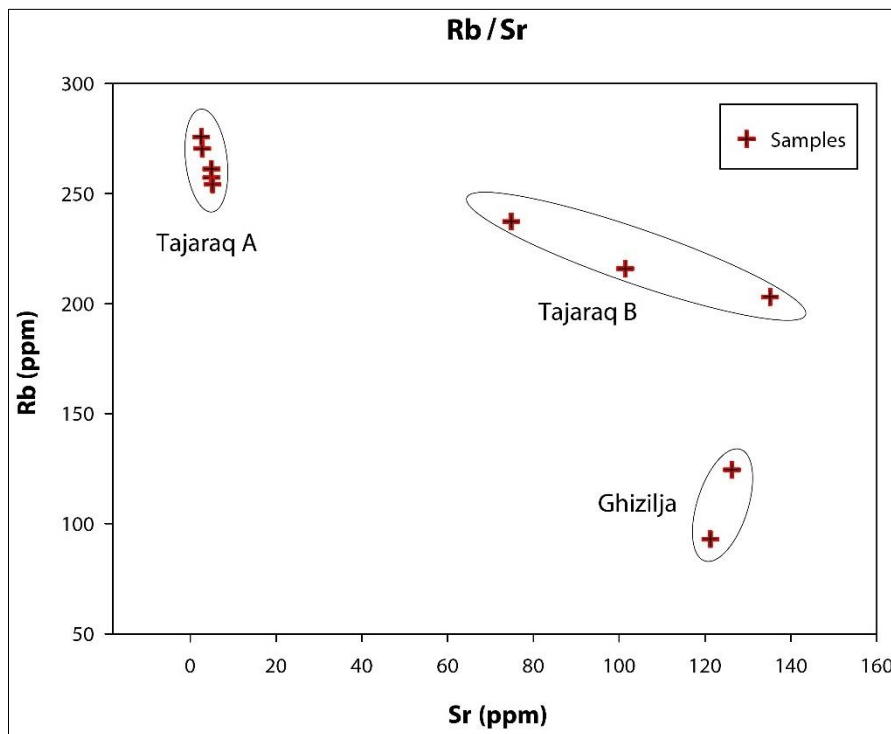 Rb / Sr
300
250
200
150
100
50
Rb (ppm)
Samples
Tajaraq A
Tajaraq B
Ghizilja
0 20 40 60 80 100 120 140 160
Sr (ppm)